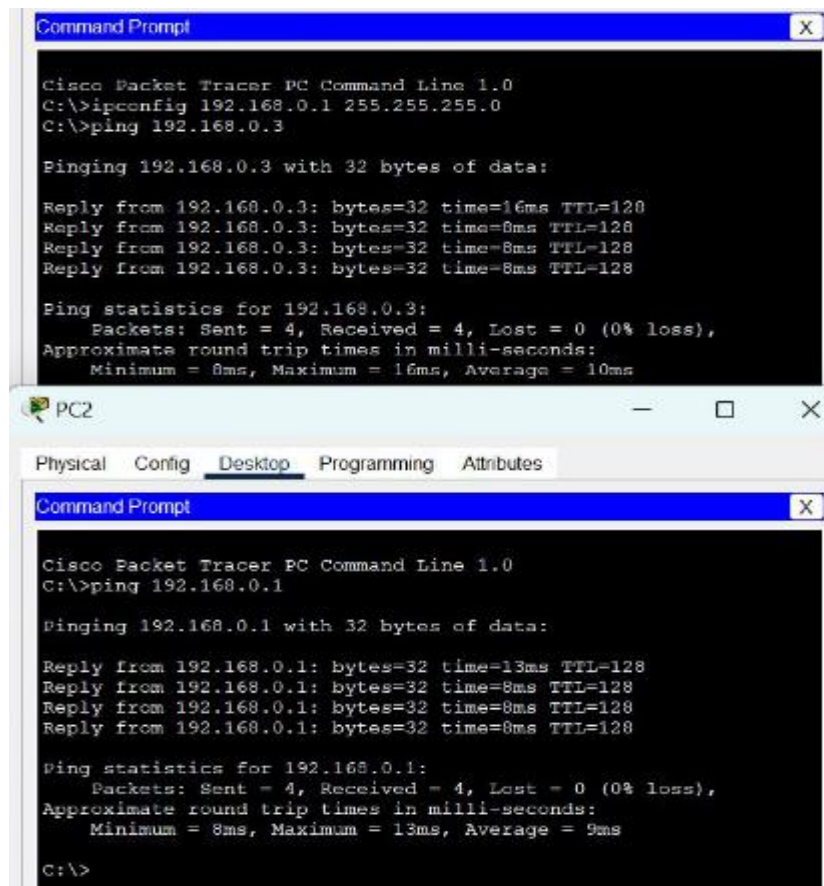 Command Prompt
X
Cisco Packet Tracer PC Command Line 1.0
C:\>ipconfig 192.168.0.1 255.255.255.0
C:\>ping 192.168.0.3
Pinging 192.168.0.3 with 32 bytes of data:
Reply from 192.168.0.3: bytes=32 time=16ms TTL=128
Reply from 192.168.0.3: bytes=32 time=8ms TTL=128
Reply from 192.168.0.3: bytes=32 time=8ms TTL=128
Reply from 192.168.0.3: bytes=32 time=8ms TTL=128
Ping statistics for 192.168.0.3:
Packets: Sent = 4, Received = 4, Lost = 0 (0% loss),
Approximate round trip times in milli-seconds:
Minimum = 8ms, Maximum = 16ms, Average = 10ms
PC2
Physical Config Desktop Programming Attributes
Command Prompt
X
Cisco Packet Tracer PC Command Line 1.0
C:\>ping 192.168.0.1
Pinging 192.168.0.1 with 32 bytes of data:
Reply from 192.168.0.1: bytes=32 time=13ms TTL=128
Reply from 192.168.0.1: bytes=32 time=8ms TTL=128
Reply from 192.168.0.1: bytes=32 time=8ms TTL=128
Reply from 192.168.0.1: bytes=32 time=8ms TTL=128
Ping statistics for 192.168.0.1:
Packets: Sent = 4, Received = 4, Lost = 0 (0% loss),
Approximate round trip times in milli-seconds:
Minimum = 8ms, Maximum = 13ms, Average = 9ms
C:\>